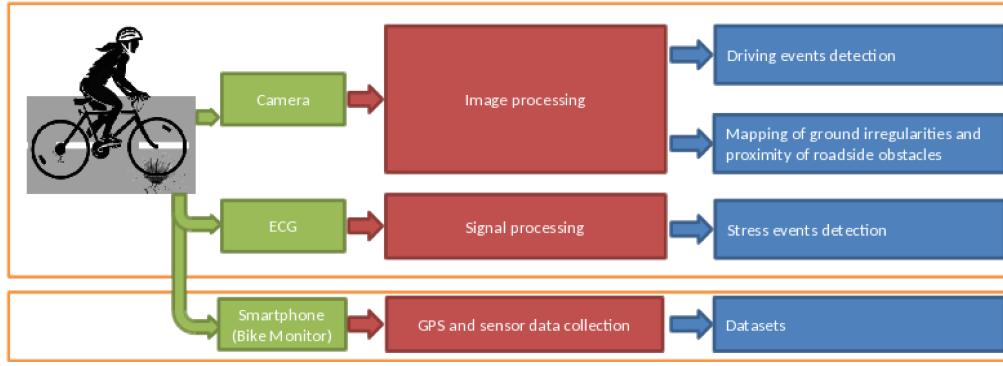 Camera
Image processing
Driving events detection
Mapping of ground irregularities and
proximity of roadside obstacles
ECG
Signal processing
Stress events detection
Smartphone
(Bike Monitor)
GPS and sensor data collection
Datasets